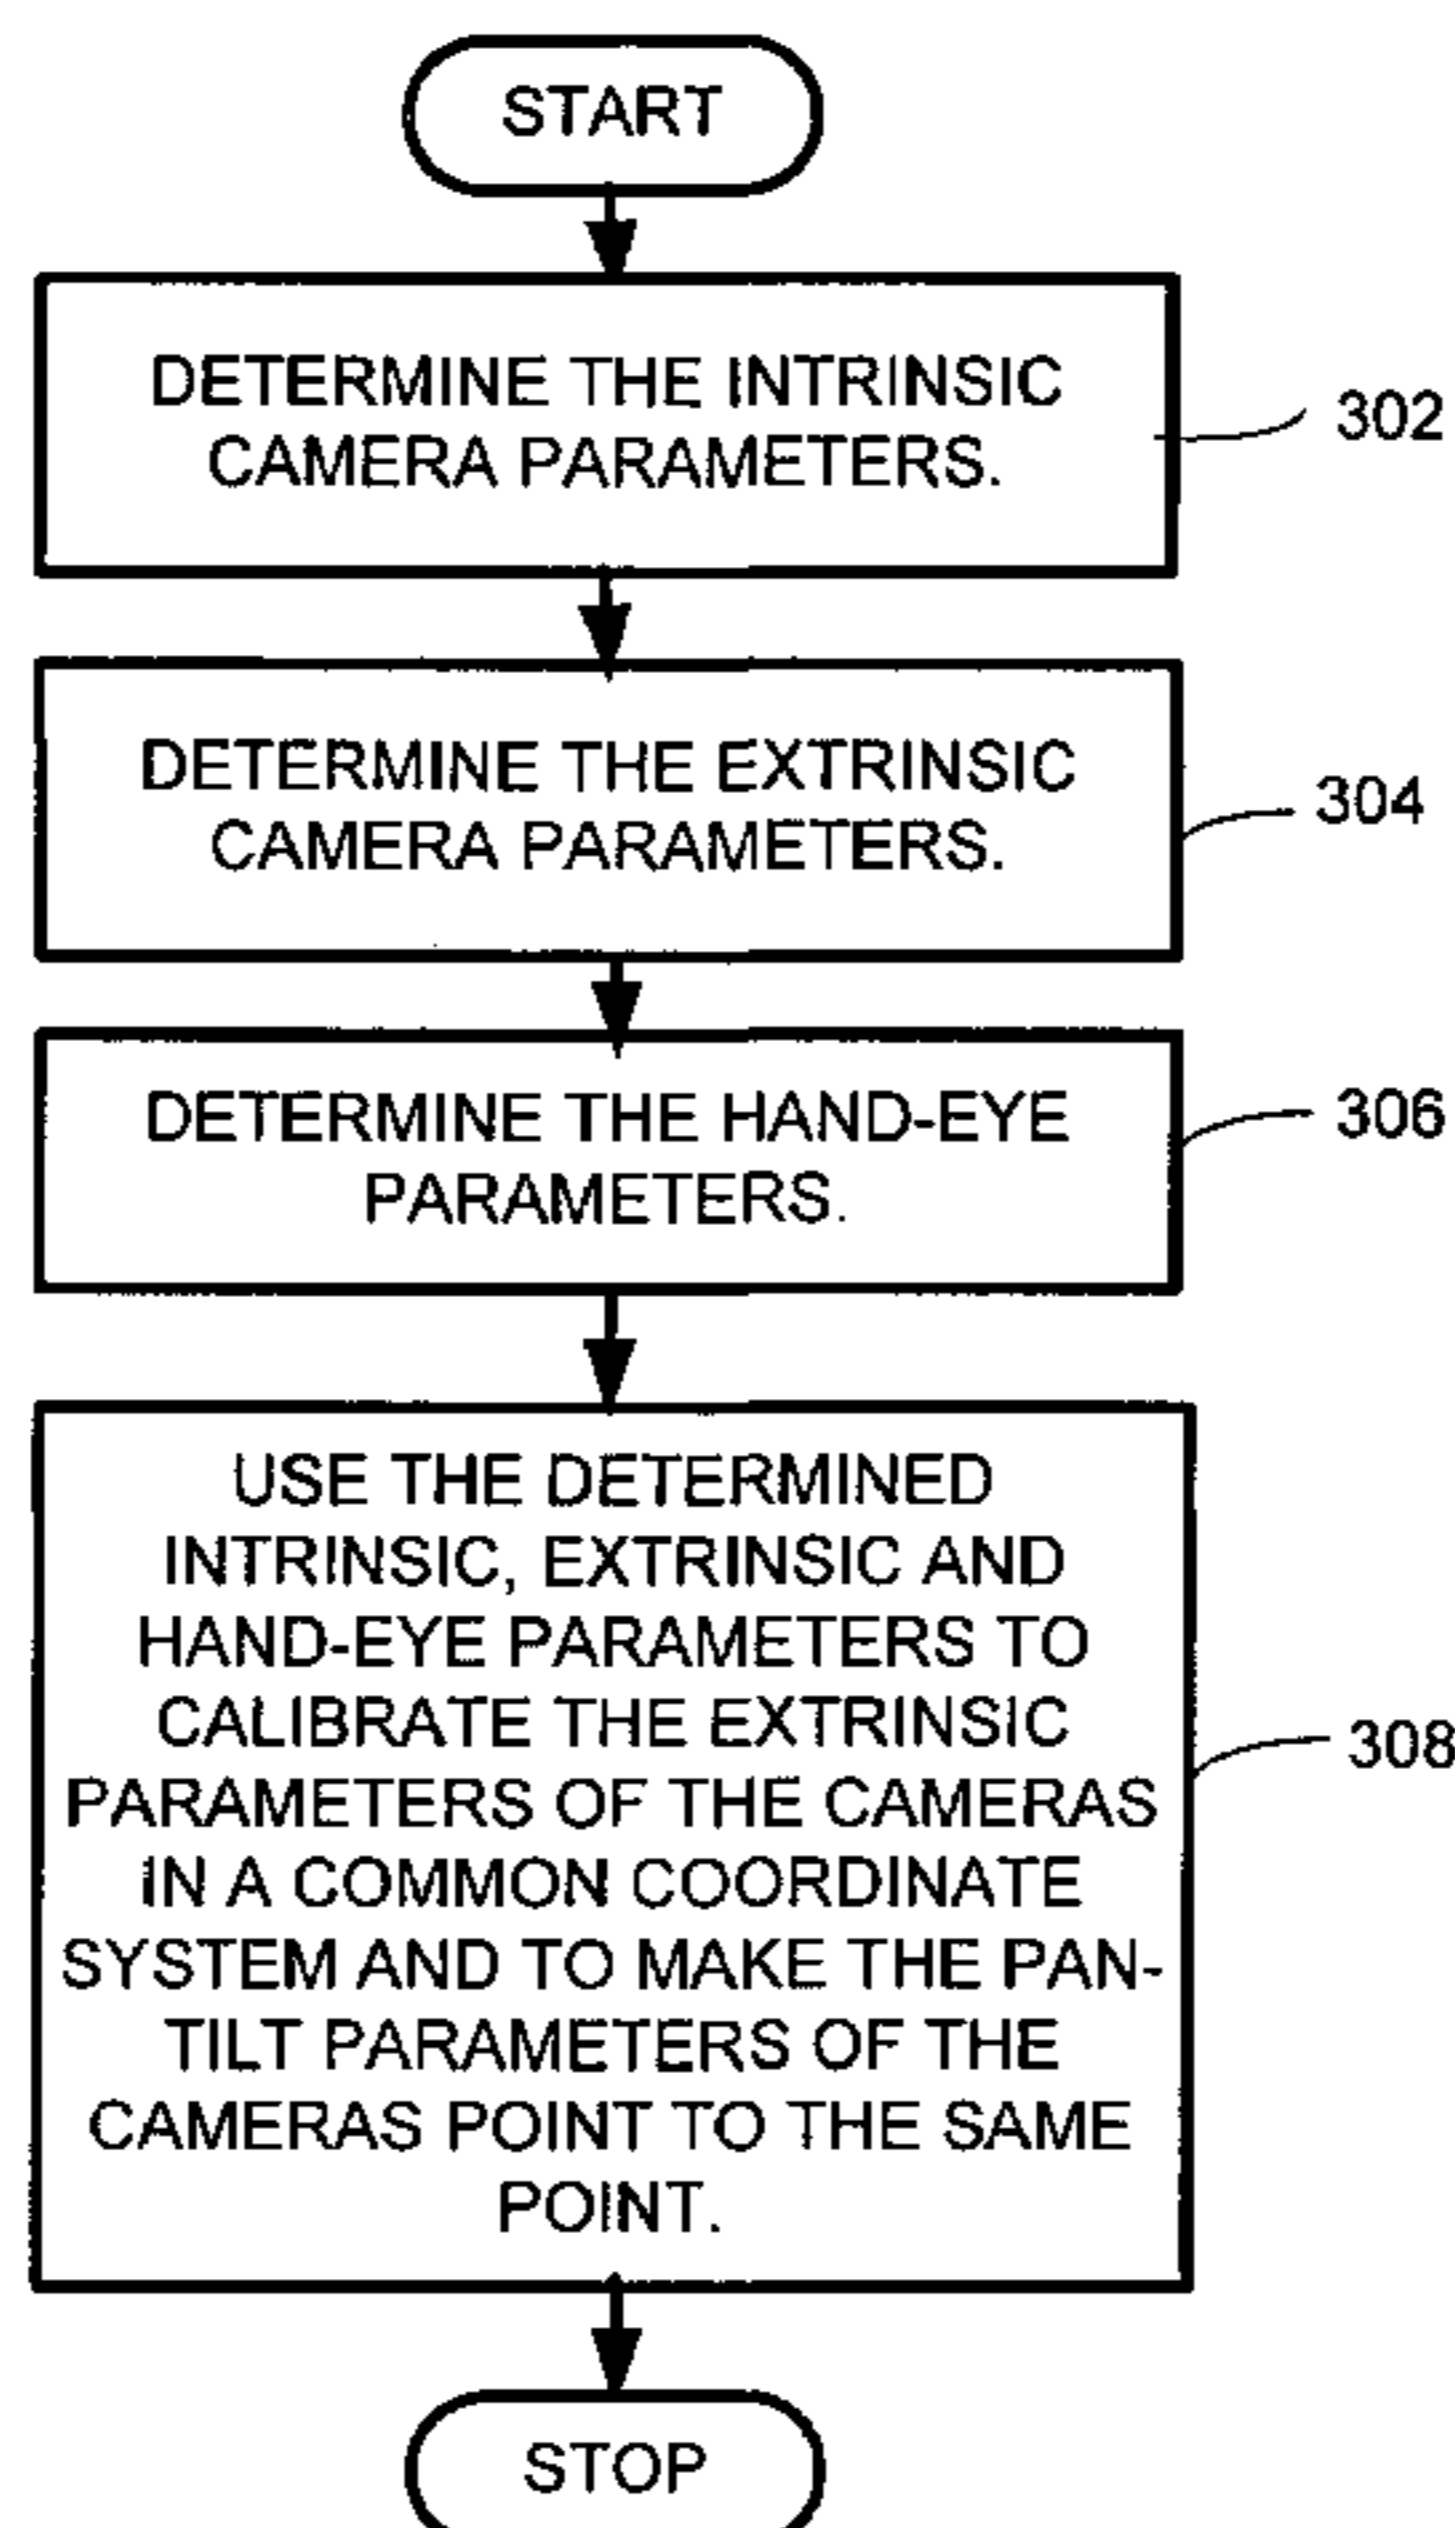 START
DETERMINE THE INTRINSIC
CAMERA PARAMETERS.
302
DETERMINE THE EXTRINSIC
CAMERA PARAMETERS.
304
DETERMINE THE HAND-EYE
PARAMETERS.
306
USE THE DETERMINED
INTRINSIC, EXTRINSIC AND
HAND-EYE PARAMETERS TO
CALIBRATE THE EXTRINSIC
PARAMETERS OF THE CAMERAS
IN A COMMON COORDINATE
SYSTEM AND TO MAKE THE PAN-
TILT PARAMETERS OF THE
CAMERAS POINT TO THE SAME
POINT.
308
STOP